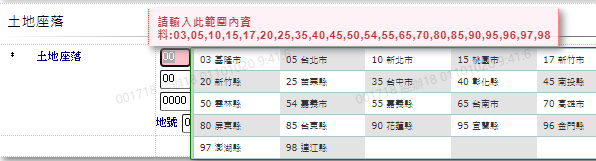 土地座落
請輸入此範圍內資
料:03,05,10,15,17,20,25,35,40,45,50,54,55,65,70,80,85,90,95,96,97,98
* 土地座落 00
03 基隆市 05 台北市 10 新北市 15 桃園市 17 新竹市
00 20 新竹縣 25 苗栗縣 35 台中市 40 彰化縣 45 南投縣
0000 50 雲林縣 54 嘉義市 55 嘉義縣 65 台南市 70 高雄市
地號 0 80 屏東縣 85 台東縣 90 花蓮縣 95 宜蘭縣 96 金門縣
97 澎湖縣 98 連江縣